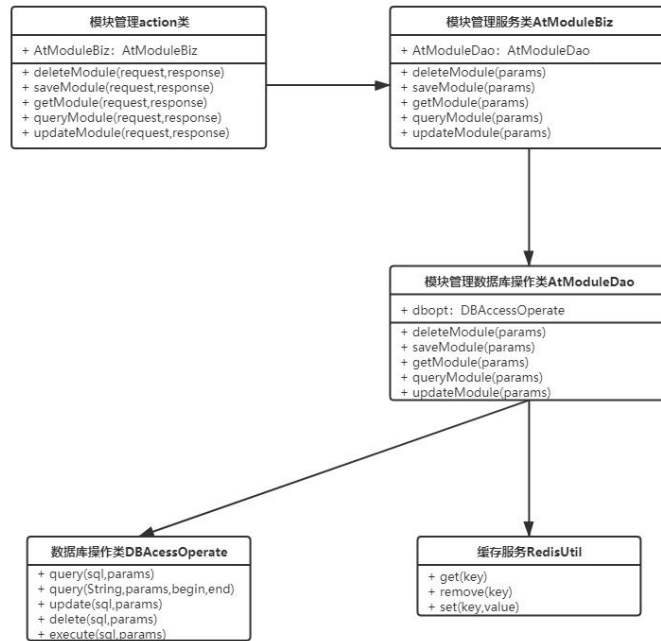 模块管理action类
+ AtModuleBiz：AtModuleBiz
+ deleteModule(request,response)
+ saveModule(request,response)
+ getModule(request,response)
+ queryModule(request,response)
+ updateModule(request,response)
模块管理服务类AtModuleBiz
+ AtModuleDao：AtModuleDao
+ deleteModule(params)
+ saveModule(params)
+ getModule(params)
+ queryModule(params)
+ updateModule(params)
模块管理数据库操作类AtModuleDao
+ dbopt：DBAccessOperate
+ deleteModule(params)
+ saveModule(params)
+ getModule(params)
+ queryModule(params)
+ updateModule(params)
数据库操作类DBAcessOperate
+ query(sql,params)
+ query(String,params,begin,end)
+ update(sql,params)
+ delete(sql,params)
+ execute(sql,params)
缓存服务RedisUtil
+ get(key)
+ remove(key)
+ set(key,value)